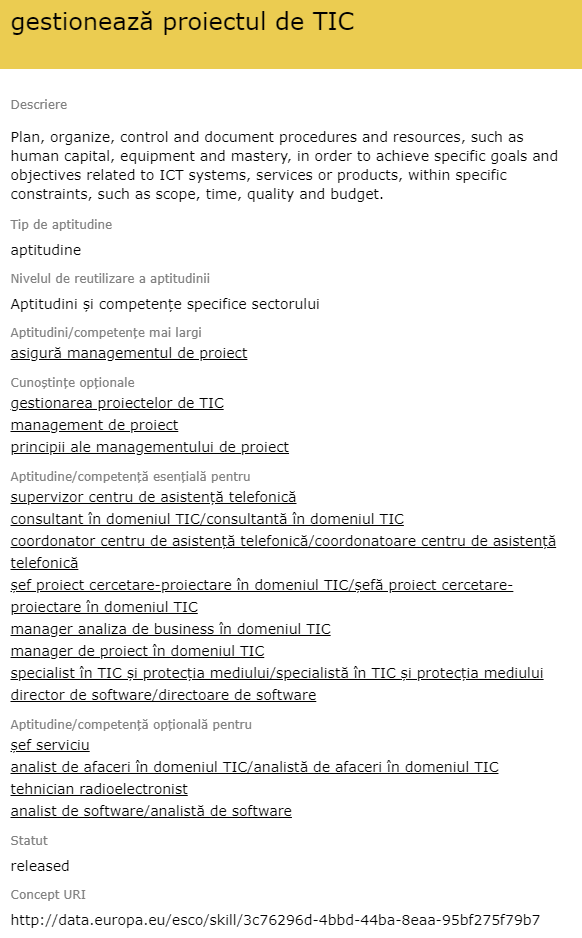 gestionează proiectul de TIC
Descriere
Plan, organize, control and document procedures and resources, such as
human capital, equipment and mastery, in order to achieve specific goals and
objectives related to ICT systems, services or products, within specific
constraints, such as scope, time, quality and budget.
Tip de aptitudine
aptitudine
Nivelul de reutilizare a aptitudinii
Aptitudini și competențe specifice sectorului
Aptitudini/competențe mai largi
asigură managementul de proiect
Cunoștințe opționale
gestionarea proiectelor de TIC
management de proiect
principii ale managementului de proiect
Aptitudine/competență esențială pentru
supervizor centru de asistență telefonică
consultant în domeniul TIC/consultantă în domeniul TIC
coordonator centru de asistență telefonică/coordonatoare centru de asistență
telefonică
șef proiect cercetare-proiectare în domeniul TIC/șefă proiect cercetare-
proiectare în domeniul TIC
manager analiza de business în domeniul TIC
manager de proiect în domeniul TIC
specialist în TIC și protecția mediului/specialistă în TIC și protecția mediului
director de software/directoare de software
Aptitudine/competență opțională pentru
șef serviciu
analist de afaceri în domeniul TIC/analistă de afaceri în domeniul TIC
tehnician radioelectronist
analist de software/analistă de software
Statut
released
Concept URI
http://data.europa.eu/esco/skill/3c76296d-4bbd-44ba-8eaa-95bf275f79b7